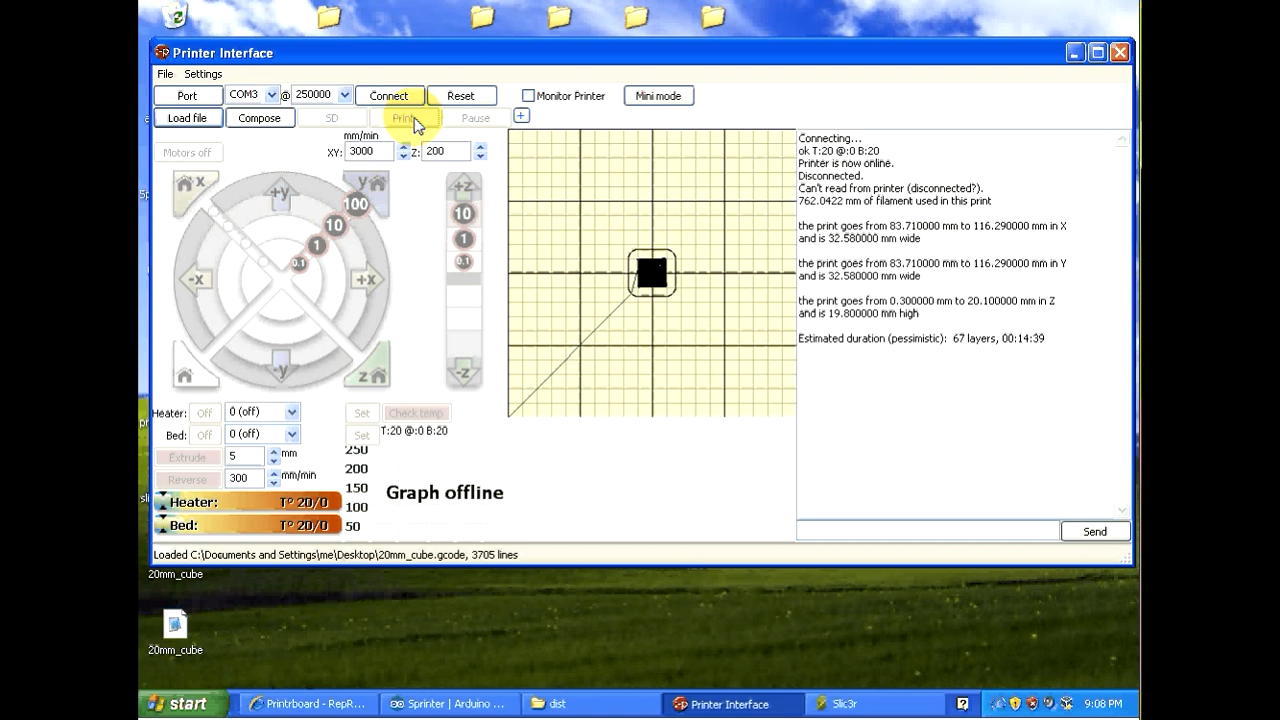 Printer Interface
File Settings
Port COM3 @ 250000 Connect Reset Monitor Printer Mini mode
Load file Compose SD Print Pause +
mm/min
Motors off XY: 3000 Z: 200
x y +y 100 10 1 0.1 -x +x -y z
+z 10 1 0.1 -z
Connecting...
ok T:20 @:0 B:20
Printer is now online.
Disconnected.
Can't read from printer (disconnected?).
762.0422 mm of filament used in this print
the print goes from 83.710000 mm to 116.290000 mm in X
and is 32.580000 mm wide
the print goes from 83.710000 mm to 116.290000 mm in Y
and is 32.580000 mm wide
the print goes from 0.300000 mm to 20.100000 mm in Z
and is 19.800000 mm high
Estimated duration (pessimistic): 67 layers, 00:14:39
Heater: Off 0 (off) Set Check temp
Bed: Off 0 (off) Set T:20 @:0 B:20
Extrude 5 mm
Reverse 300 mm/min
Heater: T° 20/0
Bed: T° 20/0
250
200
150
100
50
Graph offline
Send
Loaded C:\Documents and Settings\me\Desktop\20mm_cube.gcode, 3705 lines
20mm_cube
20mm_cube
start Printrboard - RepR... Sprinter | Arduino ... dist Printer Interface Slic3r ? 9:08 PM